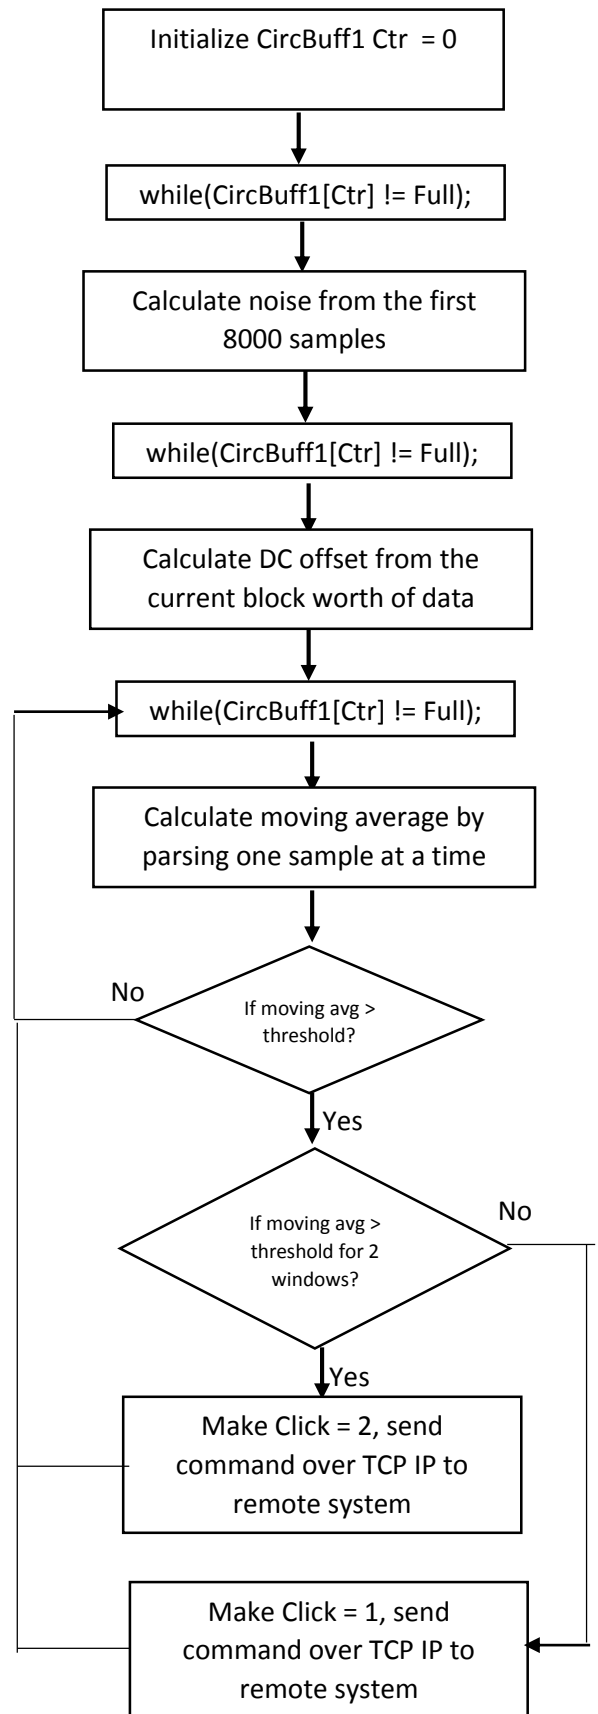 Initialize CircBuff1 Ctr  = 0
while(CircBuff1[Ctr] != Full);
Calculate noise from the first
8000 samples
while(CircBuff1[Ctr] != Full);
Calculate DC offset from the
current block worth of data
while(CircBuff1[Ctr] != Full);
Calculate moving average by
parsing one sample at a time
No
If moving avg >
threshold?
Yes
No
If moving avg >
threshold for 2
windows?
Yes
Make Click = 2, send
command over TCP IP to
remote system
Make Click = 1, send
command over TCP IP to
remote system